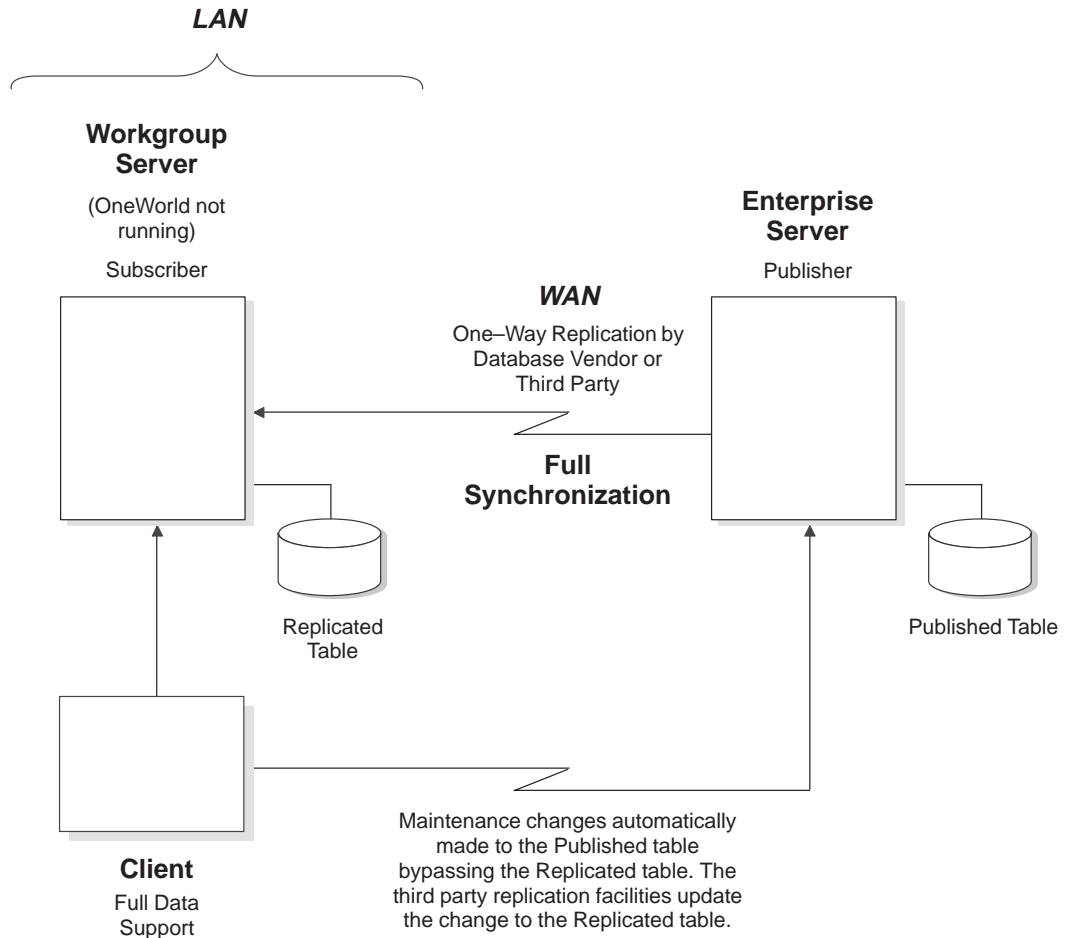 LAN
Workgroup
Server
(OneWorld not
running)
Subscriber
Enterprise
Server
Publisher
WAN
One–Way Replication by
Database Vendor or
Third Party
Full
Synchronization
Replicated
Table
Published Table
Client
Full Data
Support
Maintenance changes automatically
made to the Published table
bypassing the Replicated table. The
third party replication facilities update
the change to the Replicated table.